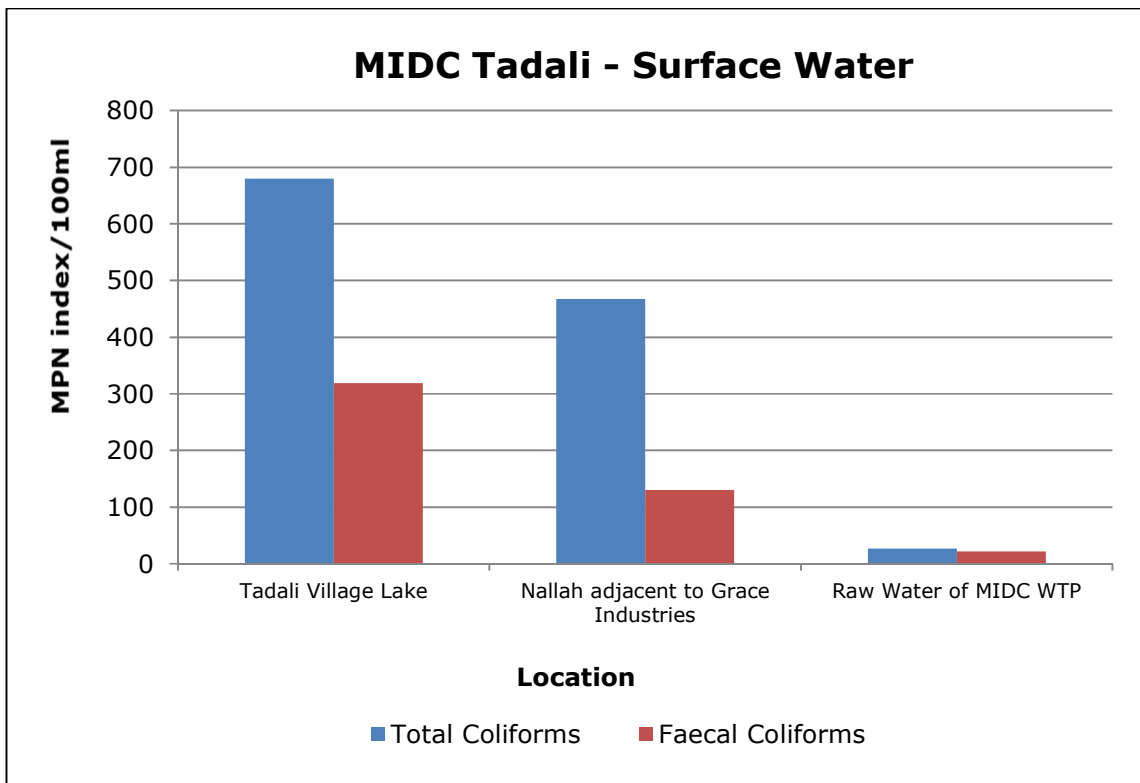 MIDC Tadali - Surface Water
MPN index/100ml
800
700
600
500
400
300
200
100
0
Tadali Village Lake
Nallah adjacent to Grace
Industries
Raw Water of MIDC WTP
Location
Total Coliforms
Faecal Coliforms